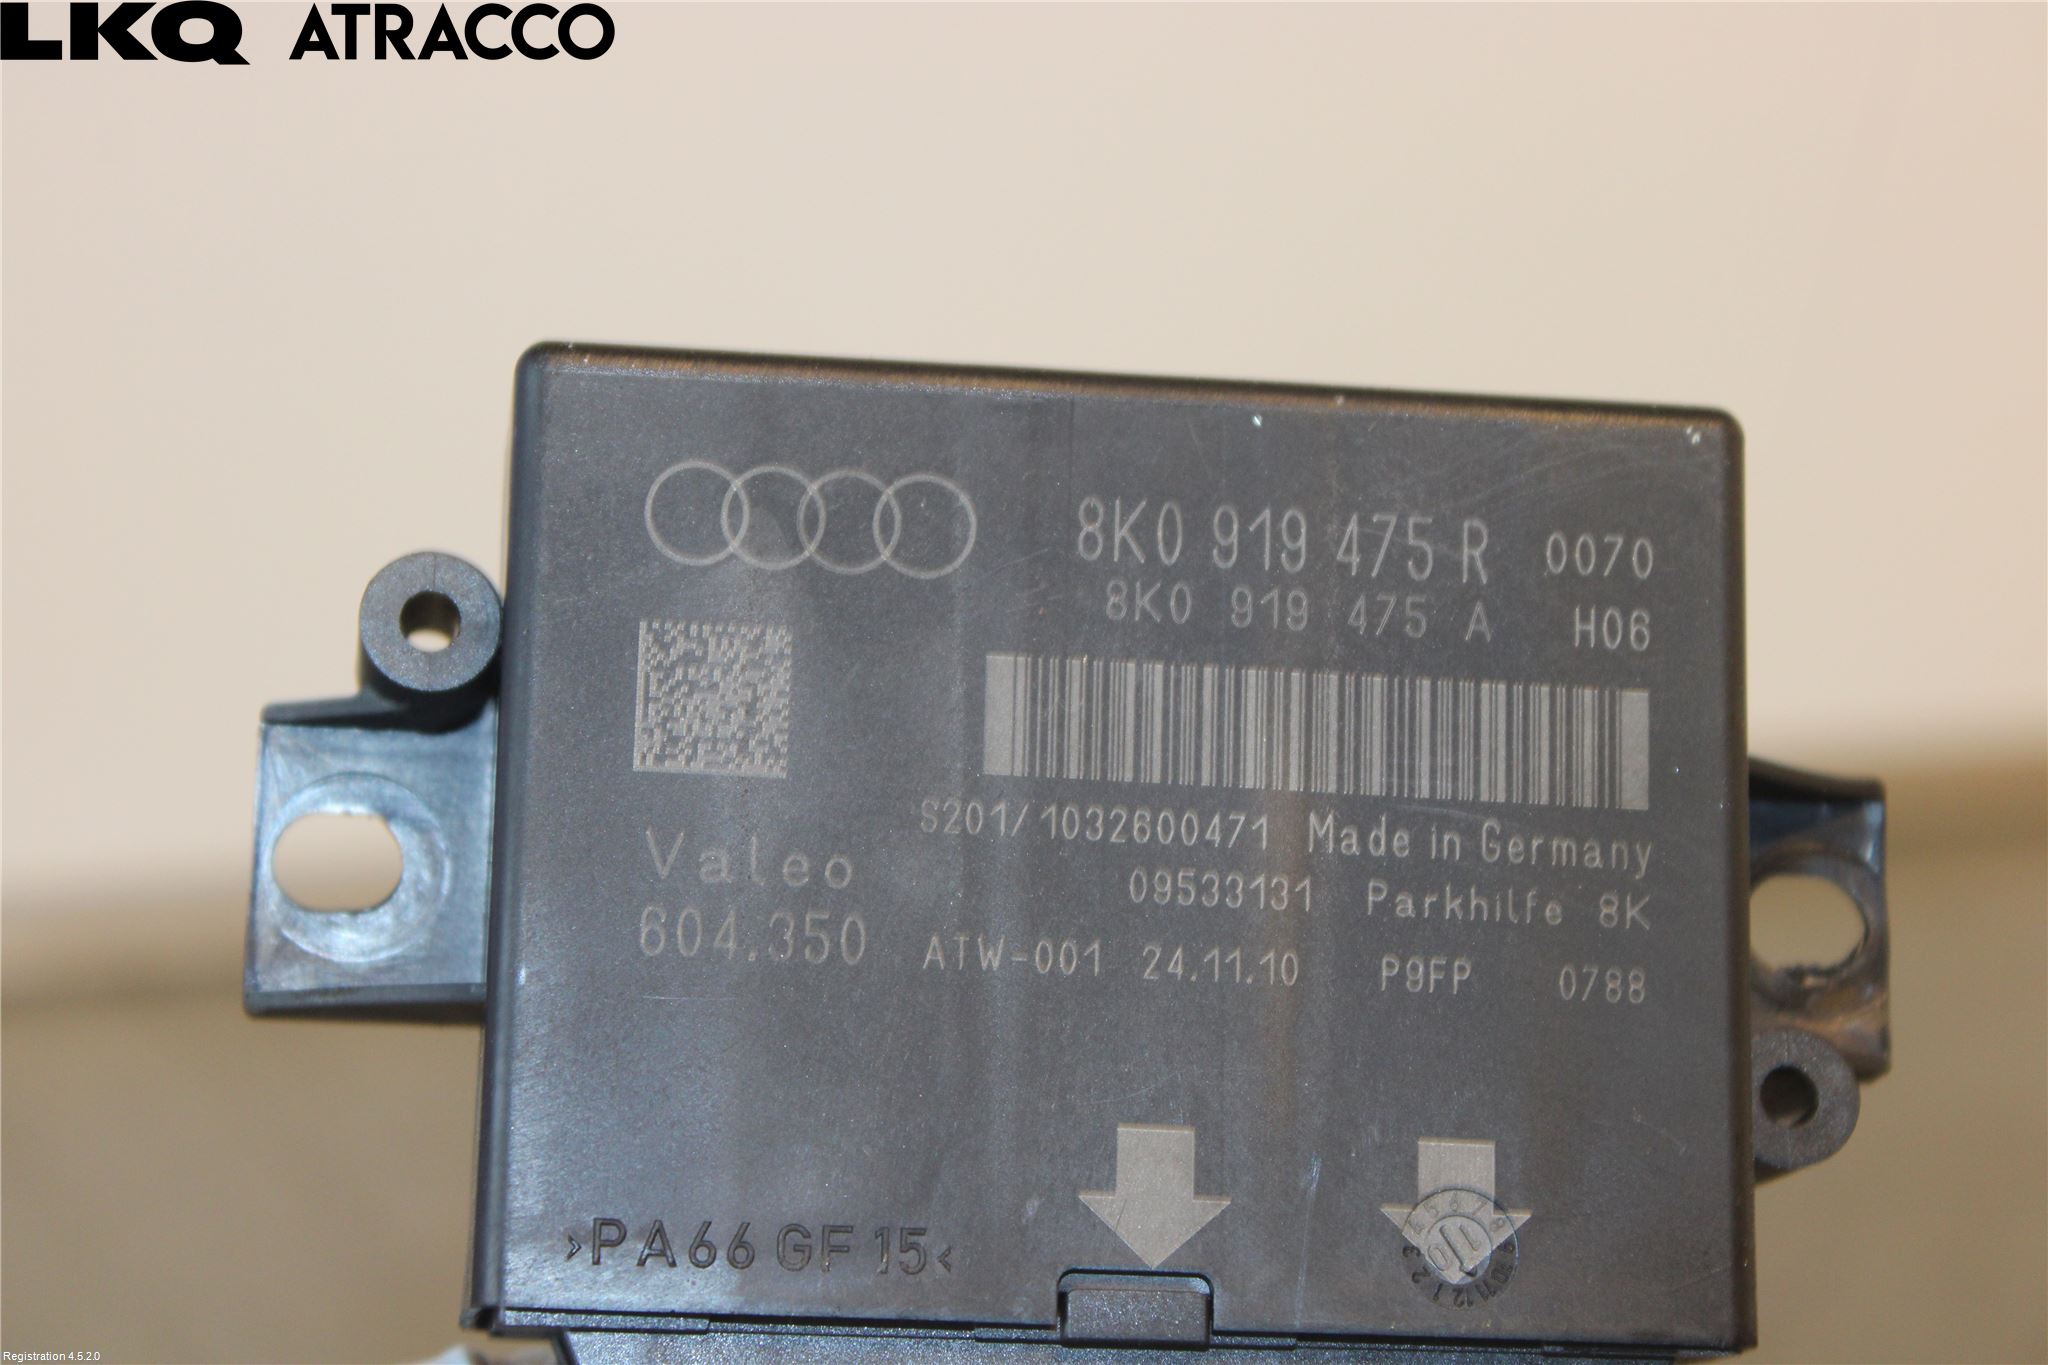 LKQ ATRACCO
8K0 919 475 R 0070
8K0 919 475 A H06
S201/1032600471 Made in Germany
Valeo
09533131 Parkhilfe 8K
604.350
ATW-001 24.11.10 P9FP 0788
>PA66 GF 15<
Registration 4.5.2.0